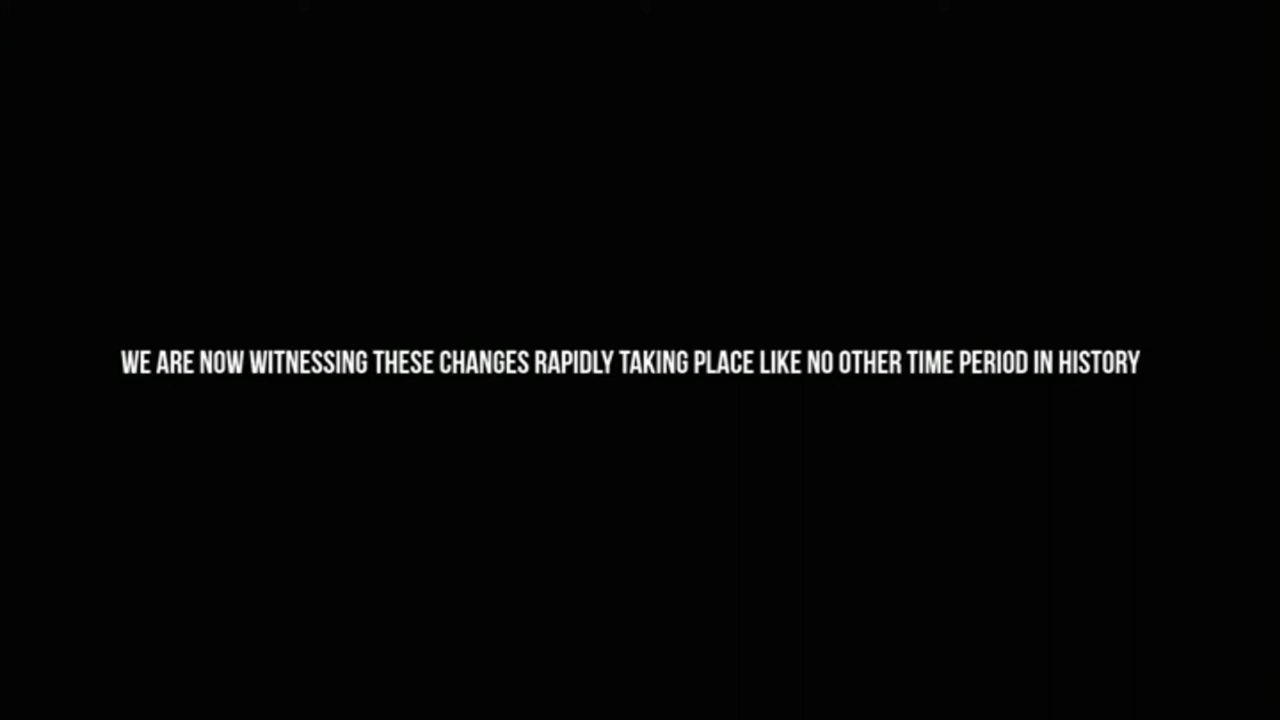 WE ARE NOW WITNESSING THESE CHANGES RAPIDLY TAKING PLACE LIKE NO OTHER TIME PERIOD IN HISTORY